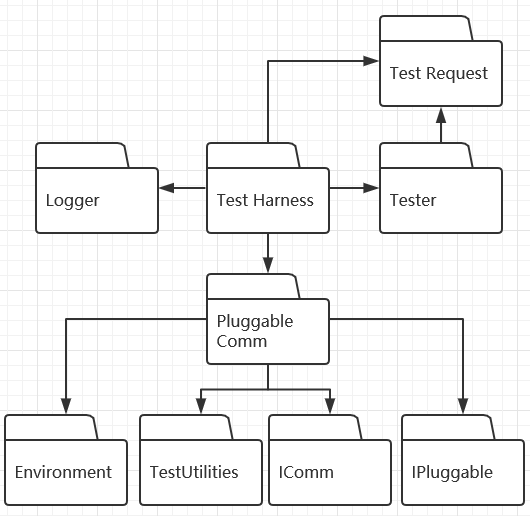 Test Request
Logger
Test Harness
Tester
Pluggable
Comm
Environment
TestUtilities
IComm
IPluggable